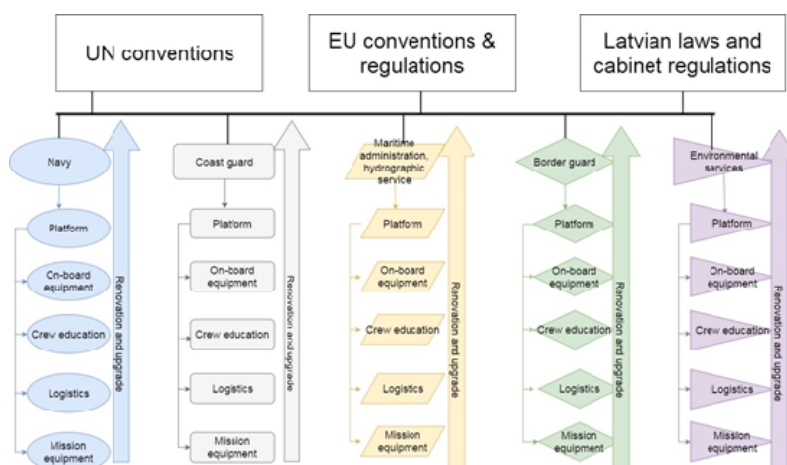 UN conventions
EU conventions &
regulations
Latvian laws and
cabinet regulations
Navy
Platform
On-board
equipment
Crew education
Logistics
Mission
equipment
Renovation and upgrade
Coast guard
Platform
On-board
equipment
Crew education
Logistics
Mission
equipment
Renovation and upgrade
Maritime
administration,
hydrographic
service
Platform
On-board
equipment
Crew education
Logistics
Mission
equipment
Renovation and upgrade
Border guard
Platform
On-board
equipment
Crew education
Logistics
Mission
equipment
Renovation and upgrade
Environmental
services
Platform
On-board
equipment
Crew education
Logistics
Mission
equipment
Renovation and upgrade